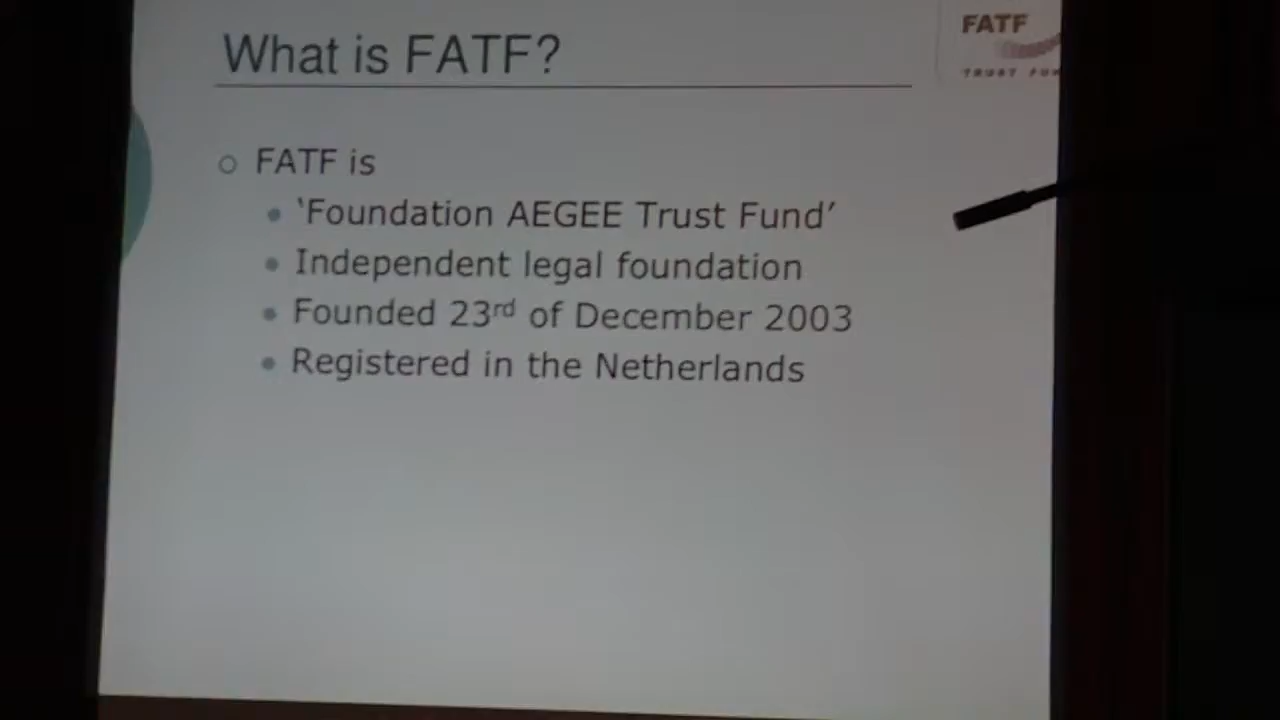 What is FATF?
FATF
TRUST
FATF is
'Foundation AEGEE Trust Fund'
Independent legal foundation
Founded 23rd of December 2003
Registered in the Netherlands